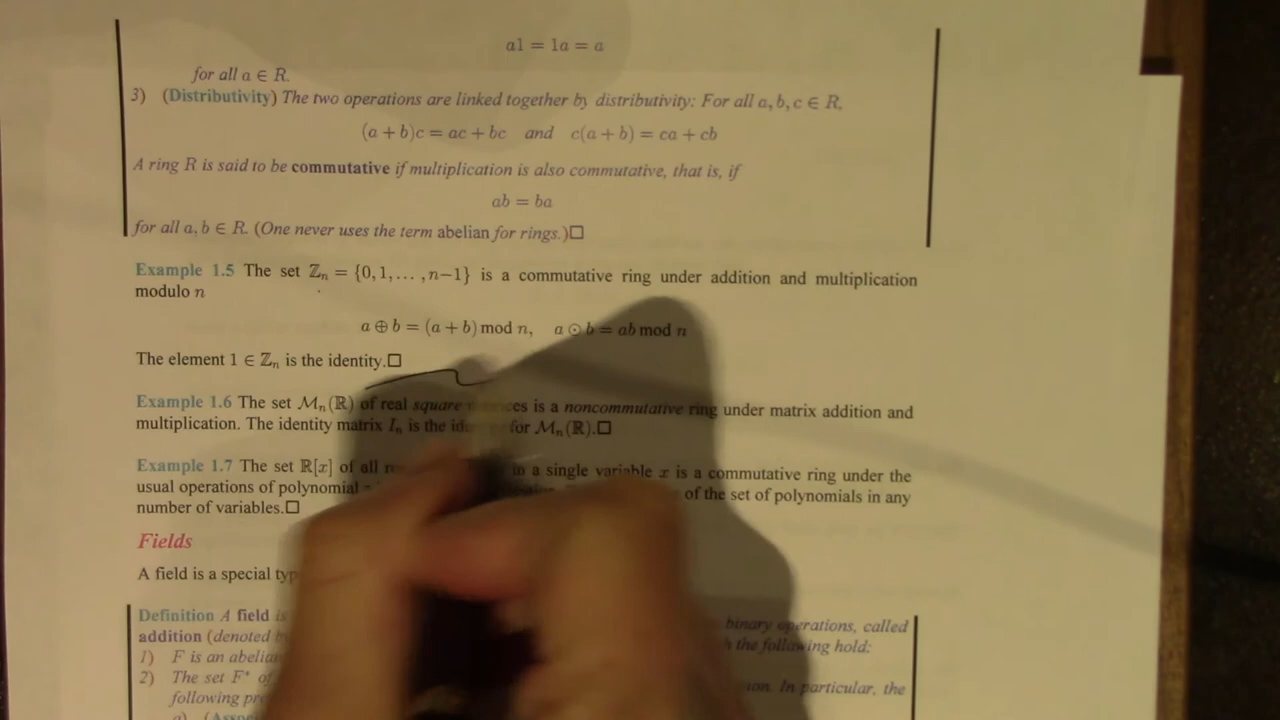 a1 = 1a = a
for all a ∈ R.
3) (Distributivity) The two operations are linked together by distributivity: For all a, b, c ∈ R,
(a + b)c = ac + bc and c(a + b) = ca + cb
A ring R is said to be commutative if multiplication is also commutative, that is, if
ab = ba
for all a, b ∈ R. (One never uses the term abelian for rings.)□
Example 1.5 The set ℤₙ = {0, 1, … , n−1} is a commutative ring under addition and multiplication
modulo n
a ⊕ b = (a + b) mod n, a ⊙ b = ab mod n
The element 1 ∈ ℤₙ is the identity.□
Example 1.6 The set ℳₙ(ℝ) of real square is a noncommutative ring under matrix addition and
multiplication. The identity matrix Iₙ is the for ℳₙ(ℝ).□
Example 1.7 The set ℝ[x] of all in a single variable x is a commutative ring under the
usual operations of polynomial of the set of polynomials in any
number of variables.□
Fields
A field is a special
Definition A field is binary operations, called
addition (denoted the following hold:
1) F is an
2) The set F* of In particular, the
following
a)